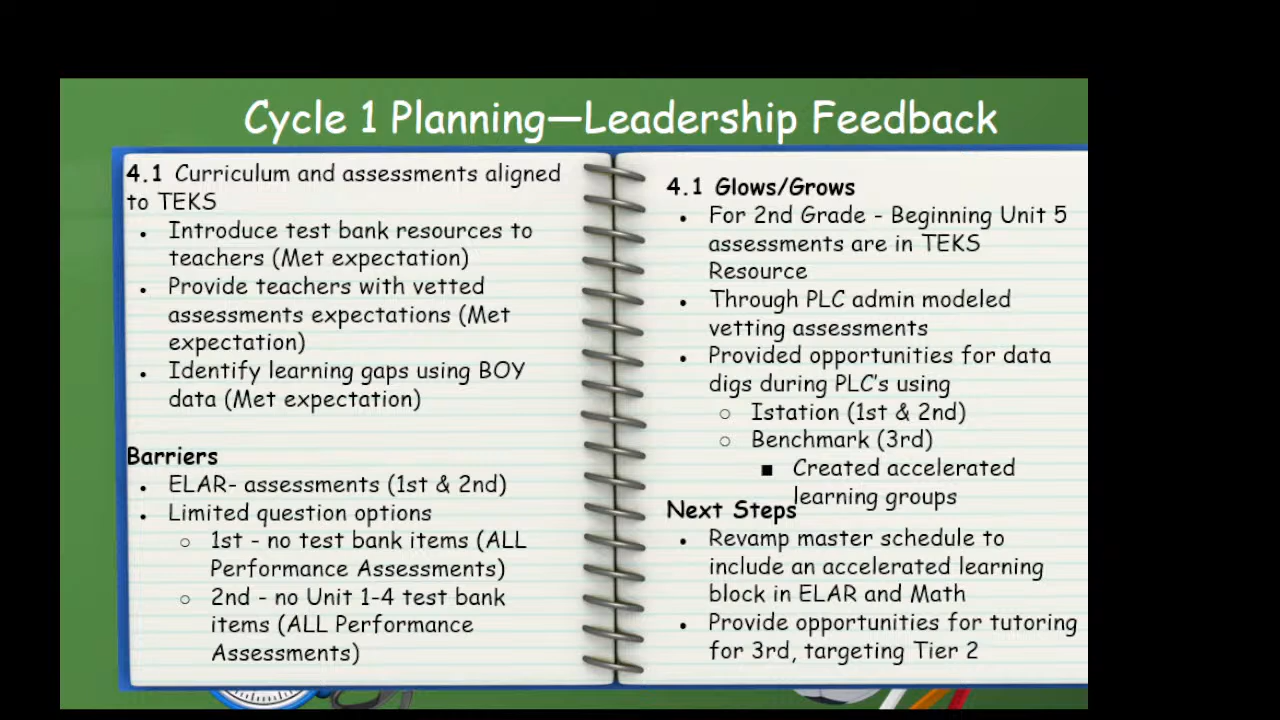 Cycle 1 Planning—Leadership Feedback
4.1 Curriculum and assessments aligned
to TEKS
• Introduce test bank resources to
teachers (Met expectation)
• Provide teachers with vetted
assessments expectations (Met
expectation)
• Identify learning gaps using BOY
data (Met expectation)
Barriers
• ELAR- assessments (1st & 2nd)
• Limited question options
○ 1st - no test bank items (ALL
Performance Assessments)
○ 2nd - no Unit 1-4 test bank
items (ALL Performance
Assessments)
4.1 Glows/Grows
• For 2nd Grade - Beginning Unit 5
assessments are in TEKS
Resource
• Through PLC admin modeled
vetting assessments
• Provided opportunities for data
digs during PLC's using
○ Istation (1st & 2nd)
○ Benchmark (3rd)
■ Created accelerated
learning groups
Next Steps
• Revamp master schedule to
include an accelerated learning
block in ELAR and Math
• Provide opportunities for tutoring
for 3rd, targeting Tier 2